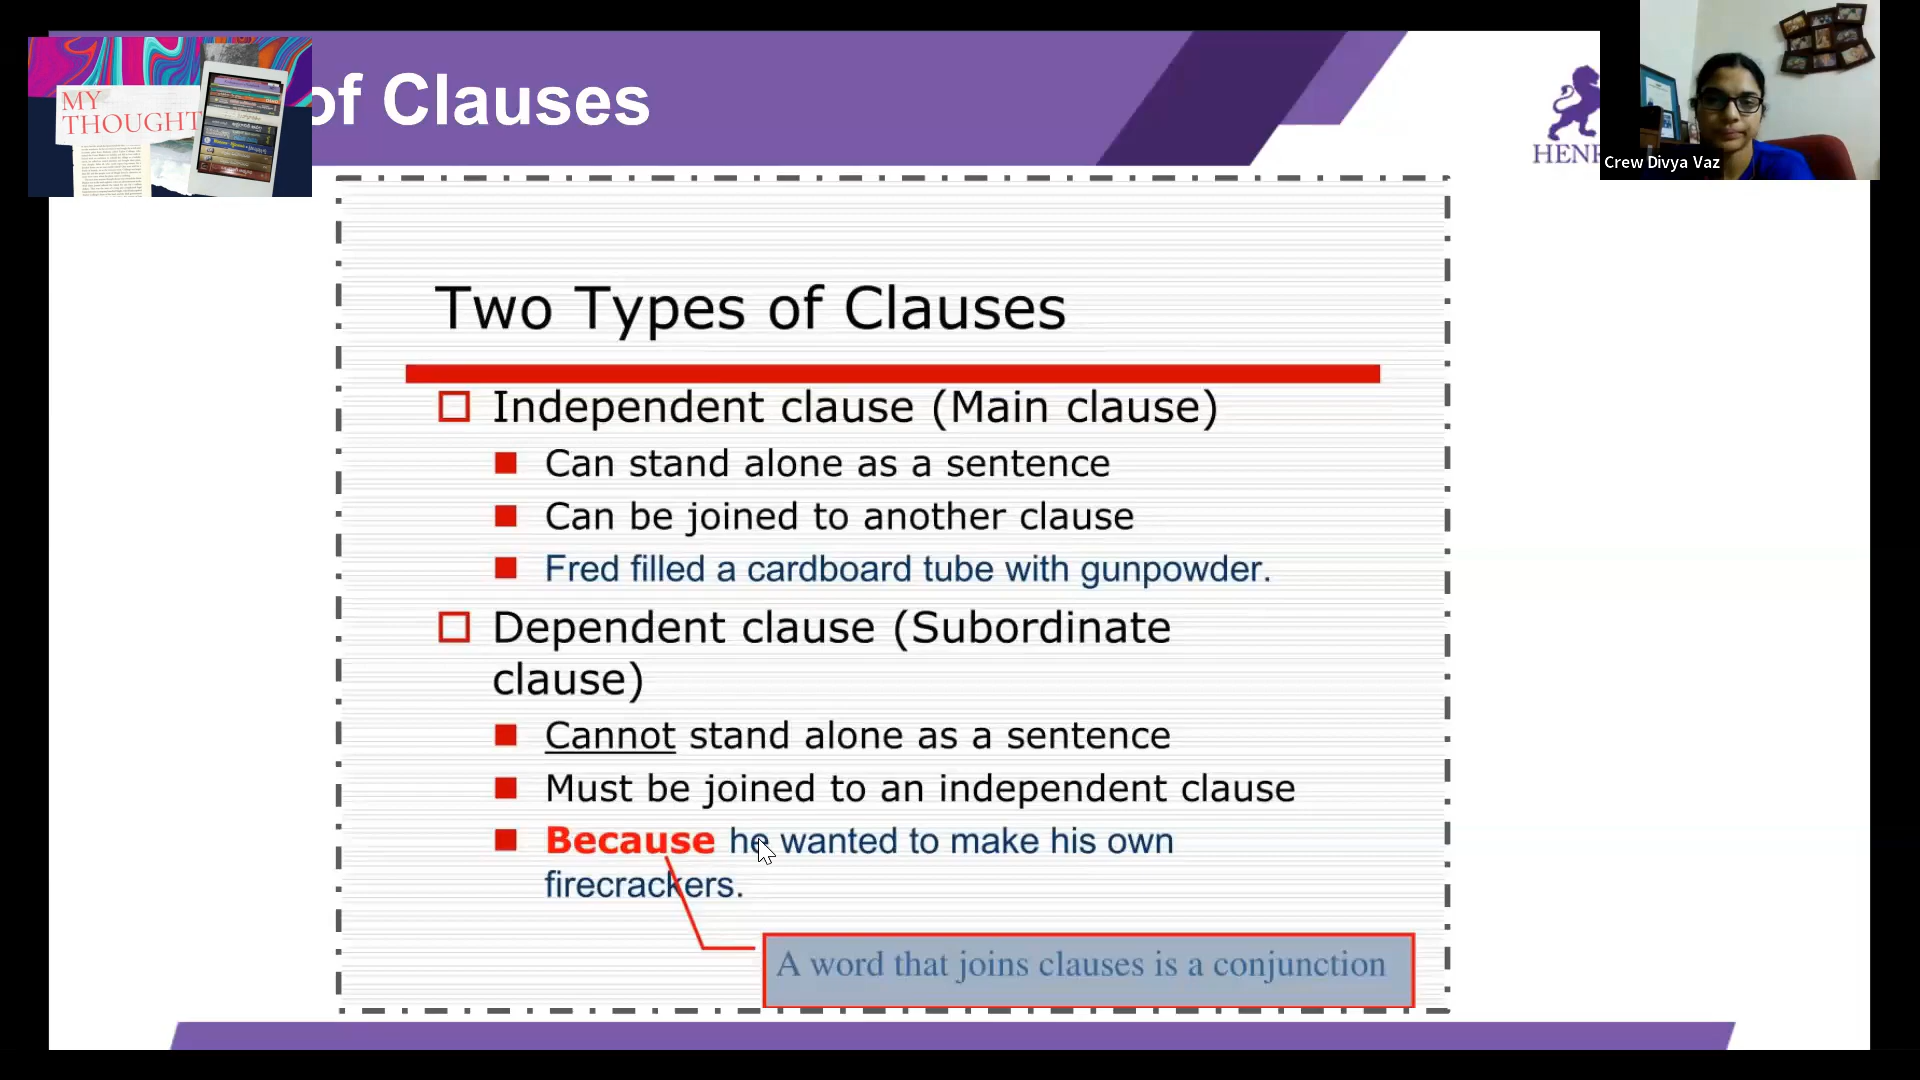 of Clauses
MY
THOUGHT
HENR
Crew Divya Vaz
Two Types of Clauses
Independent clause (Main clause)
Can stand alone as a sentence
Can be joined to another clause
Fred filled a cardboard tube with gunpowder.
Dependent clause (Subordinate
clause)
Cannot stand alone as a sentence
Must be joined to an independent clause
Because he wanted to make his own
firecrackers.
A word that joins clauses is a conjunction